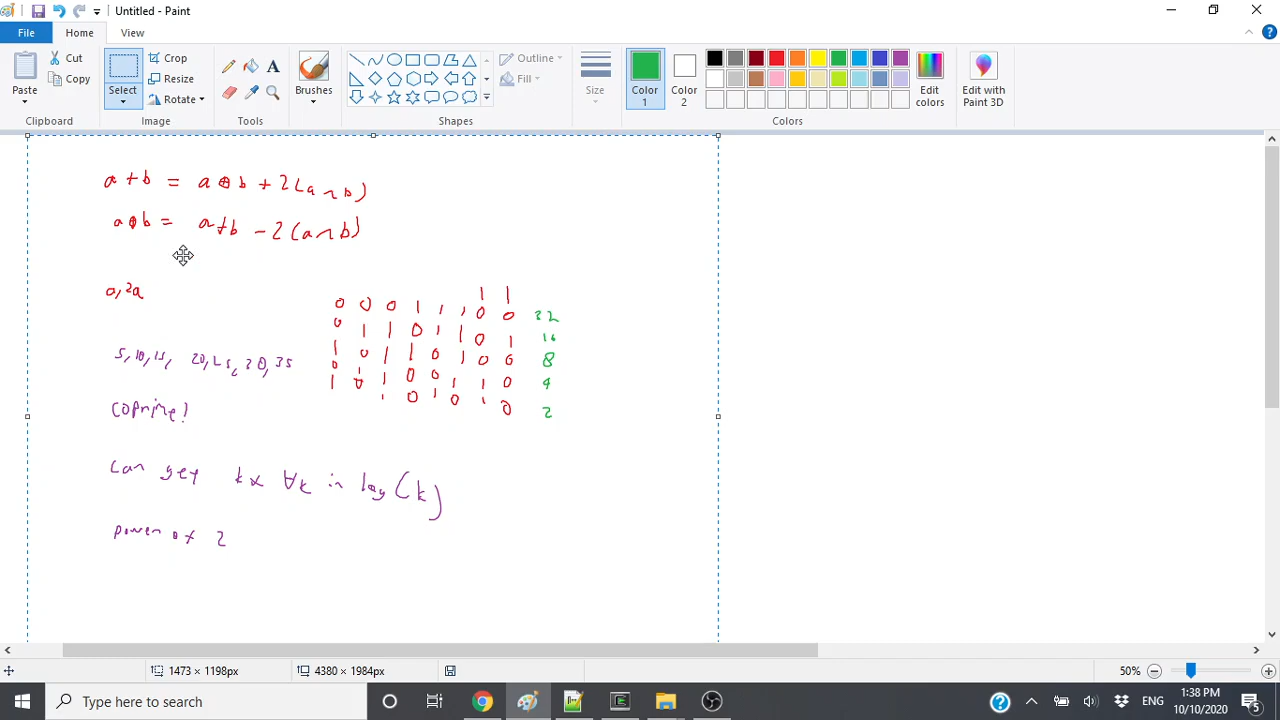 Untitled - Paint
File Home View
Paste Cut Copy Clipboard
Select Crop Resize Rotate Image
Tools
Brushes
Outline Fill Shapes
Size
Color 1 Color 2 Edit colors Edit with Paint 3D Colors
a + b = a ⊕ b + 2(a ∩ b)
a ⊕ b = a + b - 2(a ∩ b)
a, 2a
5, 10, 15, 20, 25, 30, 35
32
16
8
4
2
coprime!
can get kx ∀k in log(k)
power of 2
1473 × 1198px 4380 × 1984px 50%
Type here to search
ENG 1:38 PM 10/10/2020 5